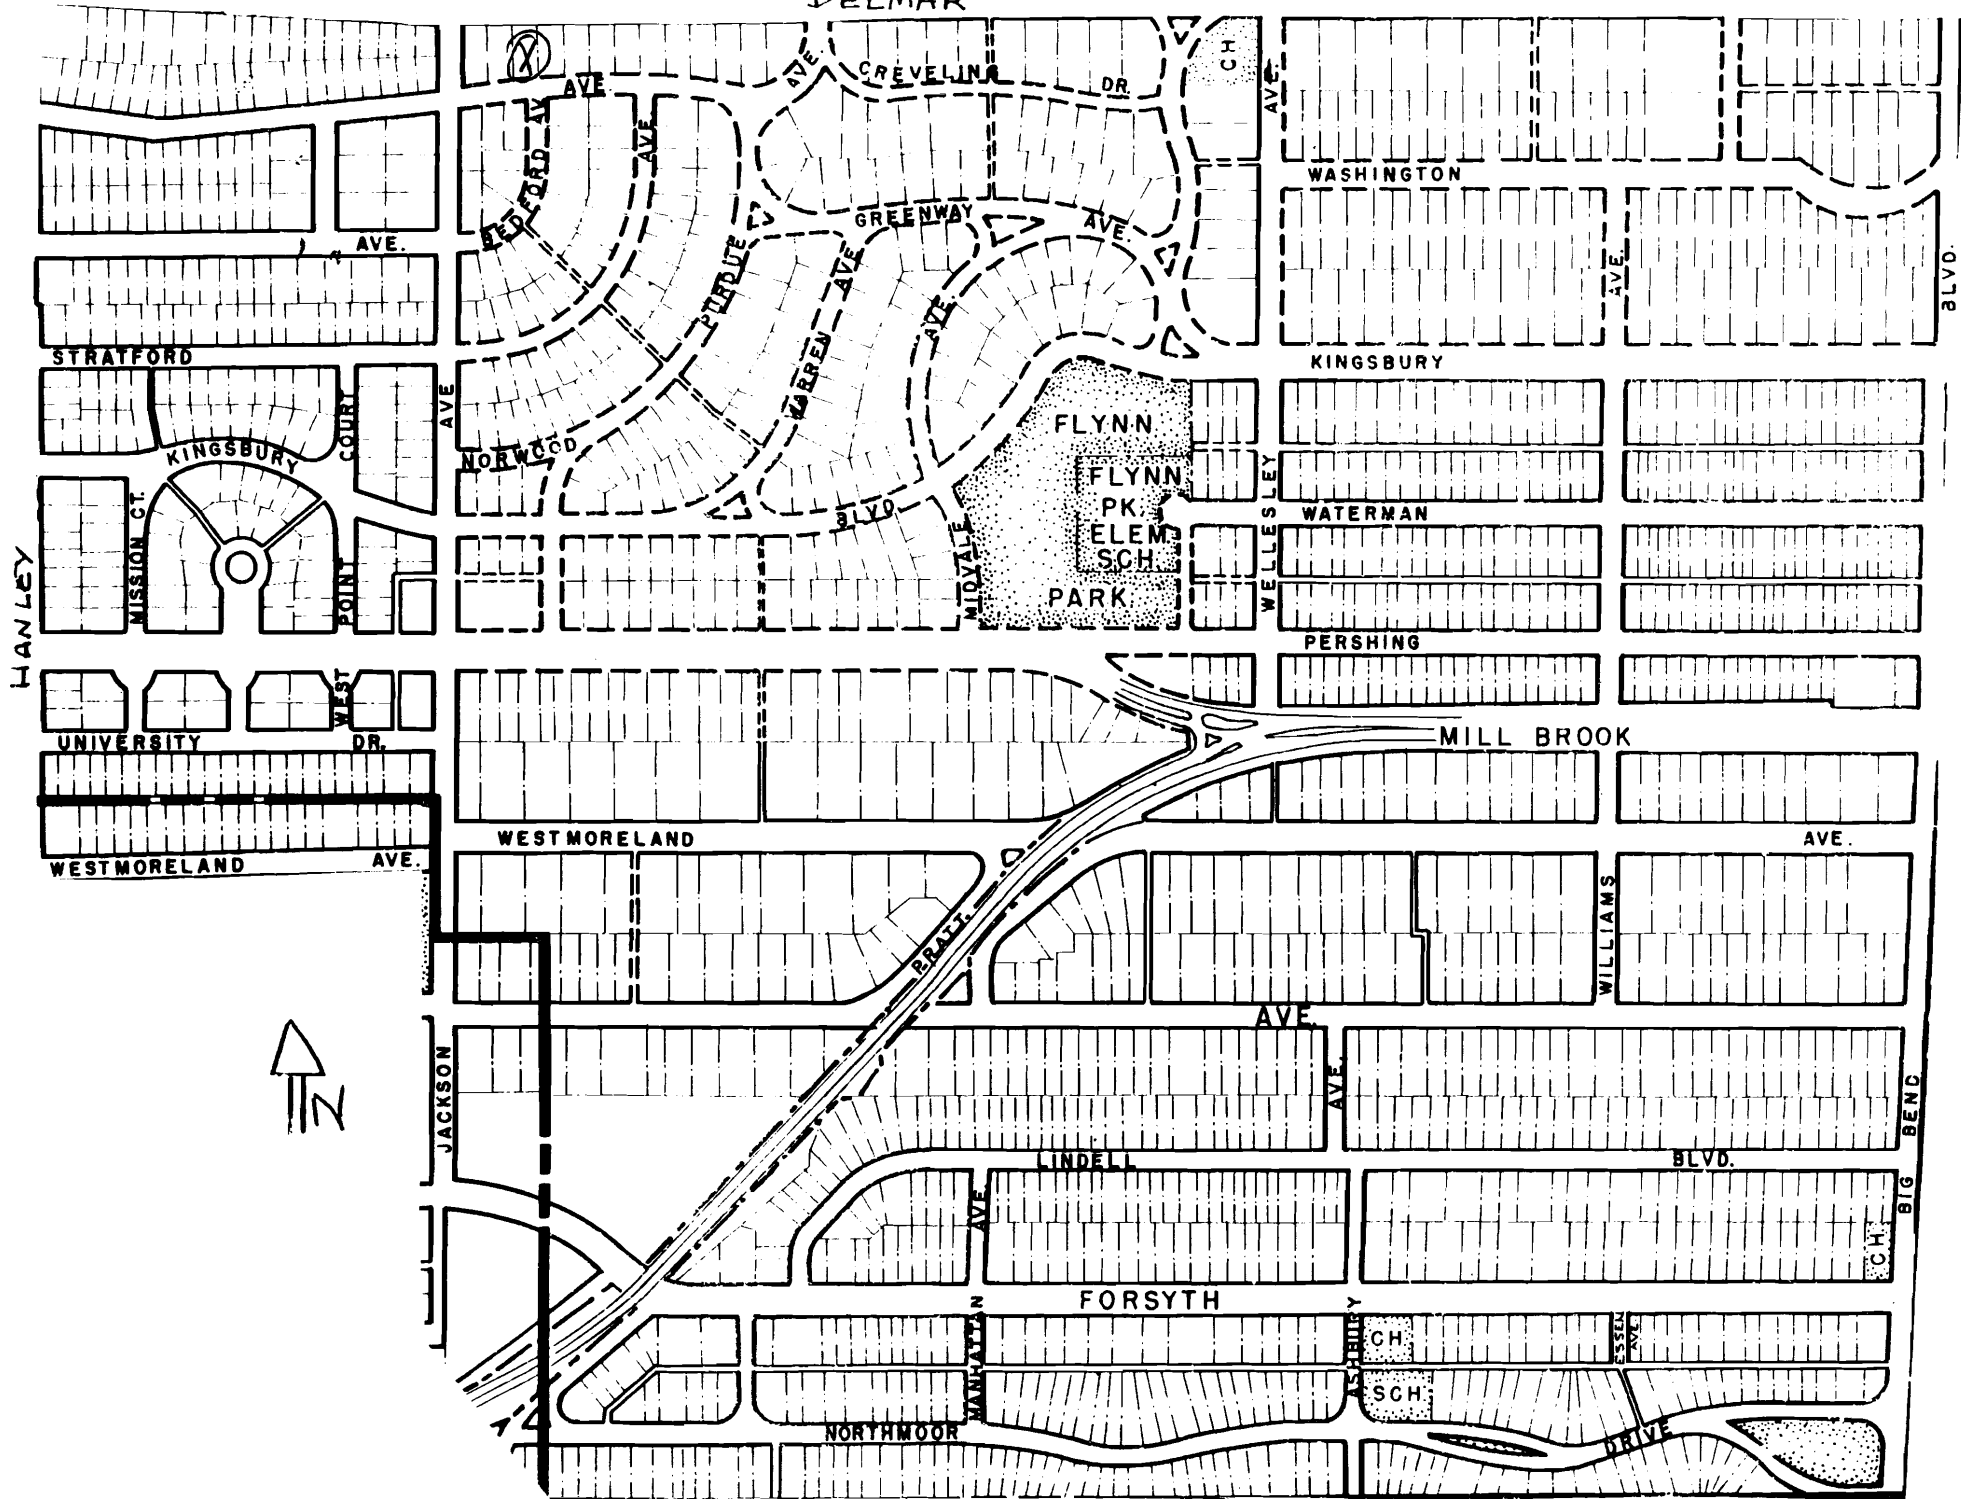 DELMAR
CH
AVE.
CREVELING
DR.
AVE.
AVE
AVE
BEDFORD AV.
WASHINGTON
GREENWAY
AVE.
AVE.
PURDUE
AVE
AVE.
AVE.
BLVD.
STRATFORD
KINGSBURY
COURT
AVE
WARREN
FLYNN
NORWOOD
KINGSBURY
FLYNN
PK.
ELEM
SCH.
PARK
WELLESLEY
WATERMAN
MISSION CT.
BLVD.
MIDVALE
HANLEY
POINT
PERSHING
WEST
UNIVERSITY
DR.
MILL BROOK
WESTMORELAND
AVE.
WESTMORELAND
AVE.
PRATT.
WILLIAMS
AVE.
N
JACKSON
AVE.
LINDELL
BLVD.
BIG BEND
AVE.
CH.
FORSYTH
MANHATTAN
ASHBURY
CH.
ESSEN
AVE.
SCH.
NORTHMOOR
DRIVE